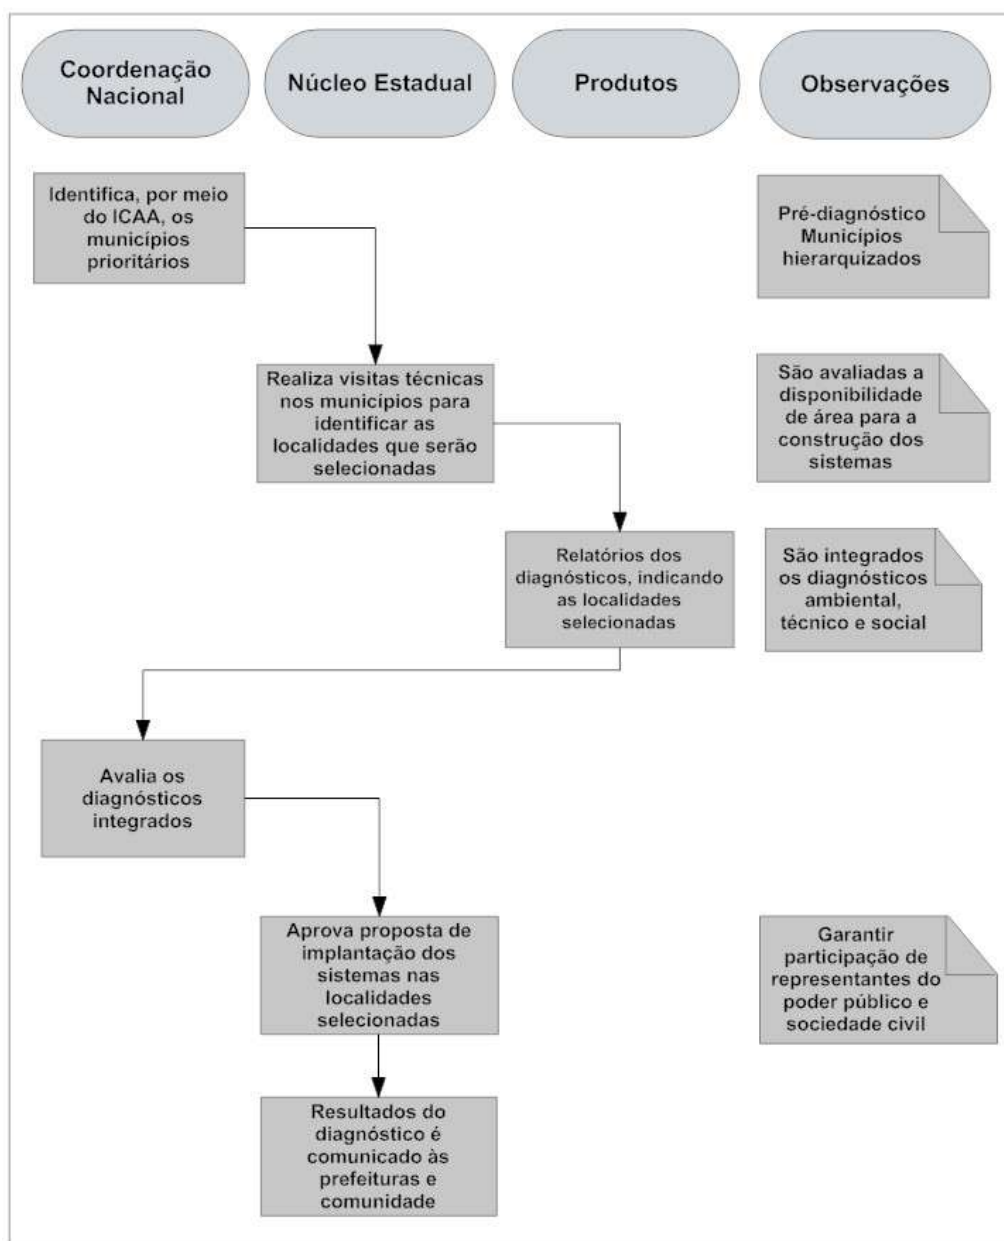 Coordenação
Nacional
Núcleo Estadual
Produtos
Observações
Identifica, por meio
do ICAA, os
municípios
prioritários
Pré-diagnóstico
Municípios
hierarquizados
Realiza visitas técnicas
nos municípios para
identificar as
localidades que serão
selecionadas
São avaliadas a
disponibilidade
de área para a
construção dos
sistemas
Relatórios dos
diagnósticos, indicando
as localidades
selecionadas
São integrados
os diagnósticos
ambiental,
técnico e social
Avalia os
diagnósticos
integrados
Aprova proposta de
implantação dos
sistemas nas
localidades
selecionadas
Garantir
participação de
representantes do
poder público e
sociedade civil
Resultados do
diagnóstico é
comunicado às
prefeituras e
comunidade